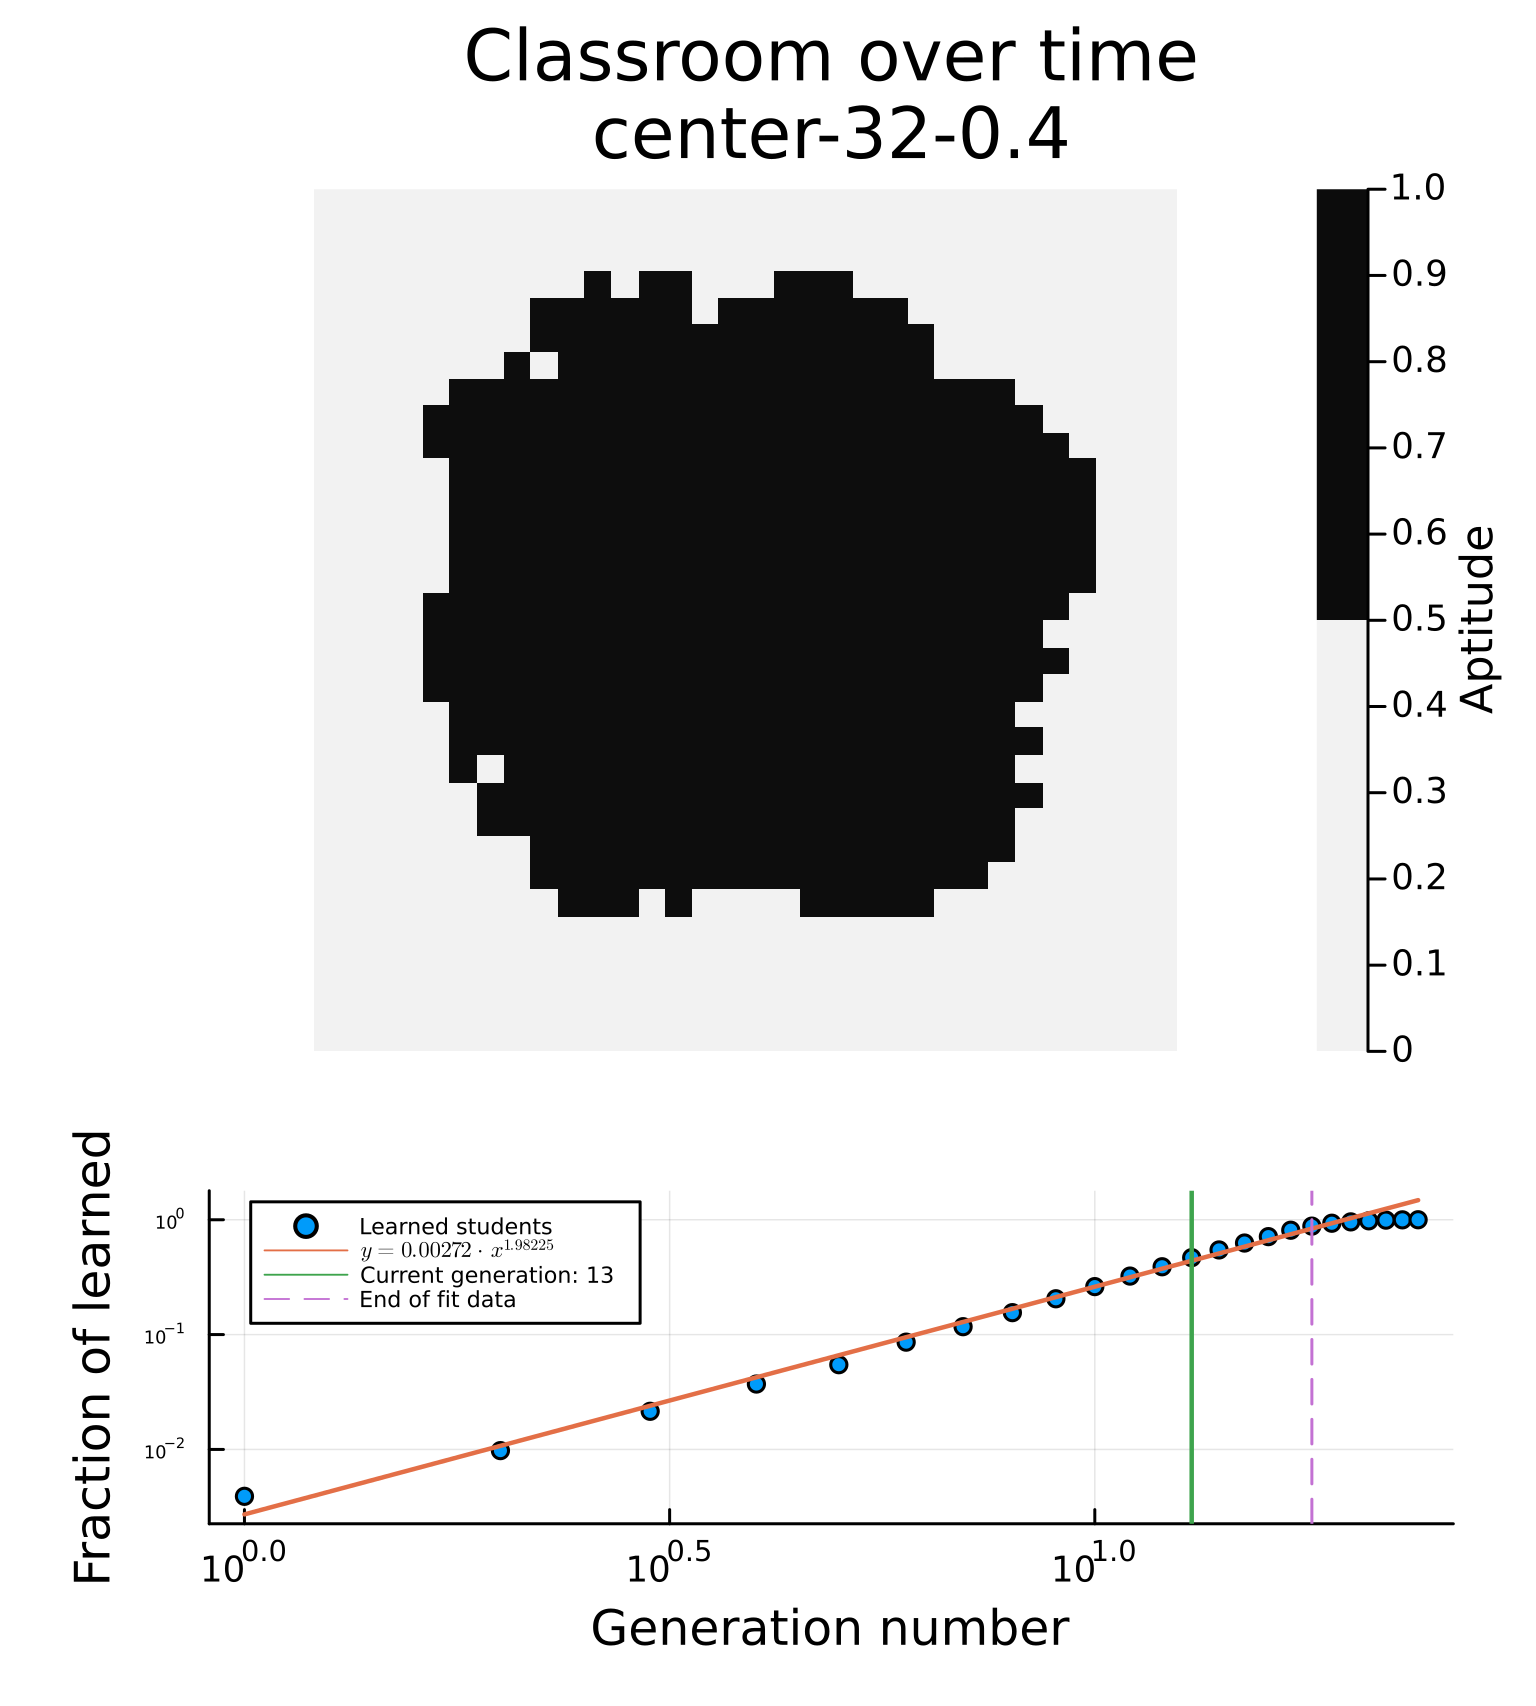 Classroom over time
center-32-0.4
1.0
0.9
0.8
0.7
0.6
0.5
0.4
0.3
0.2
0.1
0
Aptitude
Fraction of learned
10^0
10^−1
10^−2
Learned students
y = 0.00272 · x^1.98225
Current generation: 13
End of fit data
10^0.0
10^0.5
10^1.0
Generation number